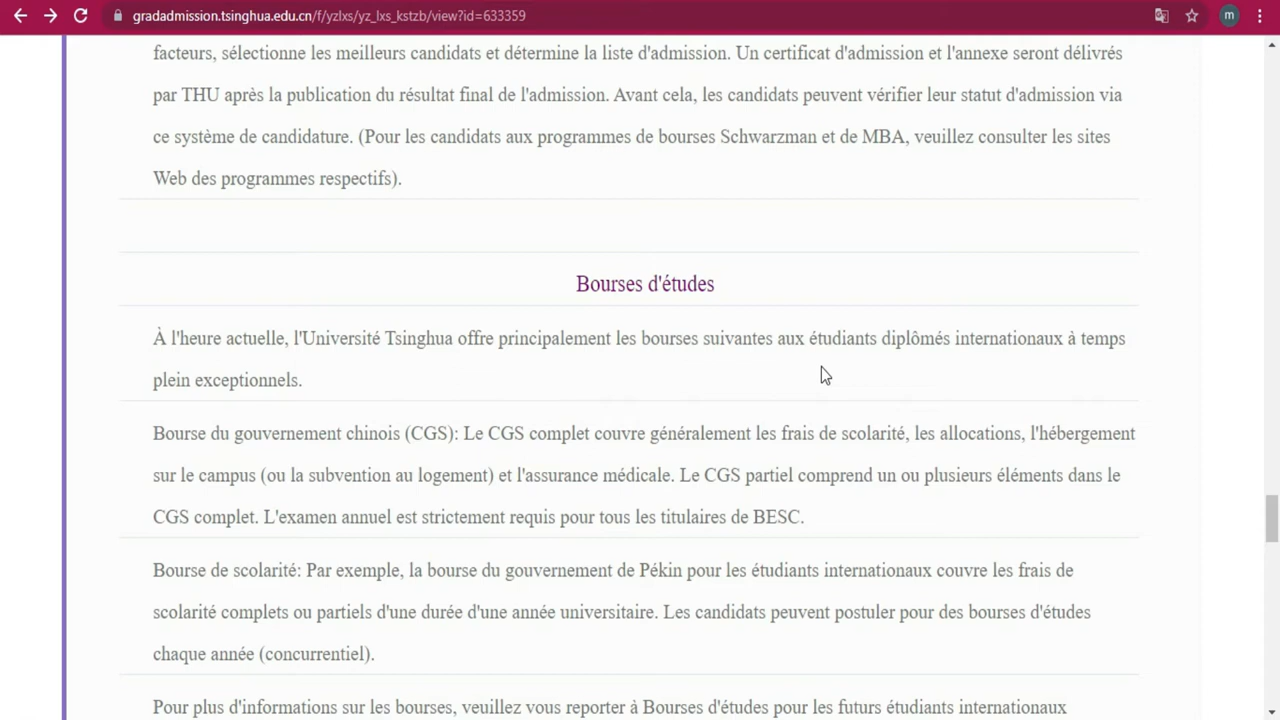 gradadmission.tsinghua.edu.cn/f/yzlxs/yz_lxs_kstzb/view?id=633359
m
facteurs, sélectionne les meilleurs candidats et détermine la liste d'admission. Un certificat d'admission et l'annexe seront délivrés
par THU après la publication du résultat final de l'admission. Avant cela, les candidats peuvent vérifier leur statut d'admission via
ce système de candidature. (Pour les candidats aux programmes de bourses Schwarzman et de MBA, veuillez consulter les sites
Web des programmes respectifs).
Bourses d'études
À l'heure actuelle, l'Université Tsinghua offre principalement les bourses suivantes aux étudiants diplômés internationaux à temps
plein exceptionnels.
Bourse du gouvernement chinois (CGS): Le CGS complet couvre généralement les frais de scolarité, les allocations, l'hébergement
sur le campus (ou la subvention au logement) et l'assurance médicale. Le CGS partiel comprend un ou plusieurs éléments dans le
CGS complet. L'examen annuel est strictement requis pour tous les titulaires de BESC.
Bourse de scolarité: Par exemple, la bourse du gouvernement de Pékin pour les étudiants internationaux couvre les frais de
scolarité complets ou partiels d'une durée d'une année universitaire. Les candidats peuvent postuler pour des bourses d'études
chaque année (concurrentiel).
Pour plus d'informations sur les bourses, veuillez vous reporter à Bourses d'études pour les futurs étudiants internationaux